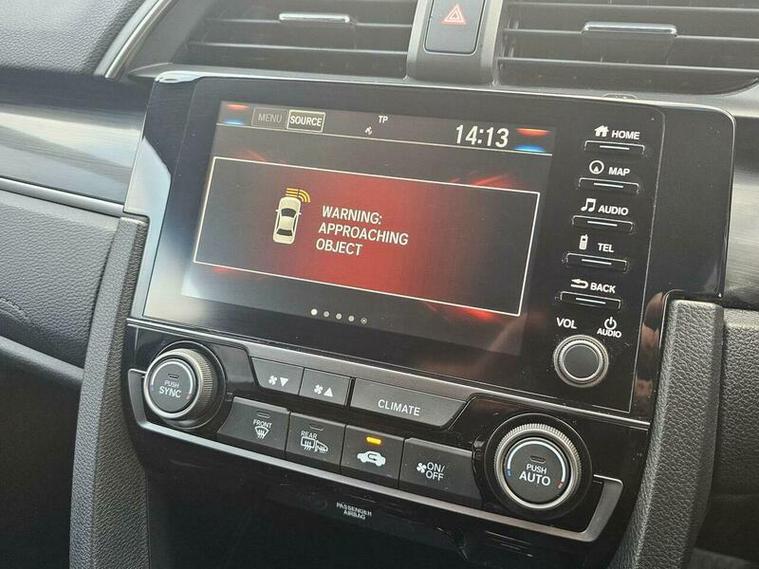 MENU SOURCE TP 14:13
WARNING:
APPROACHING
OBJECT
HOME
MAP
AUDIO
TEL
BACK
VOL AUDIO
PUSH
SYNC
CLIMATE
FRONT
REAR
ON/
OFF
PUSH
AUTO
PASSENGER
AIRBAG